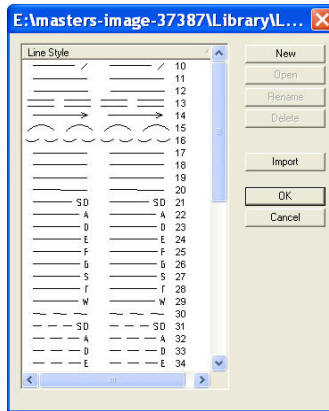 E:\masters-image-37387\Library\L...
Line Style
New
10
Open
11
12
Rename
13
14
Delete
15
16
17
Import
18
19
20
OK
SD SD 21
A A 22
Cancel
D D 23
E E 24
F F 25
G G 26
S S 27
T T 28
W W 29
30
SD SD 31
A A 32
D D 33
E E 34